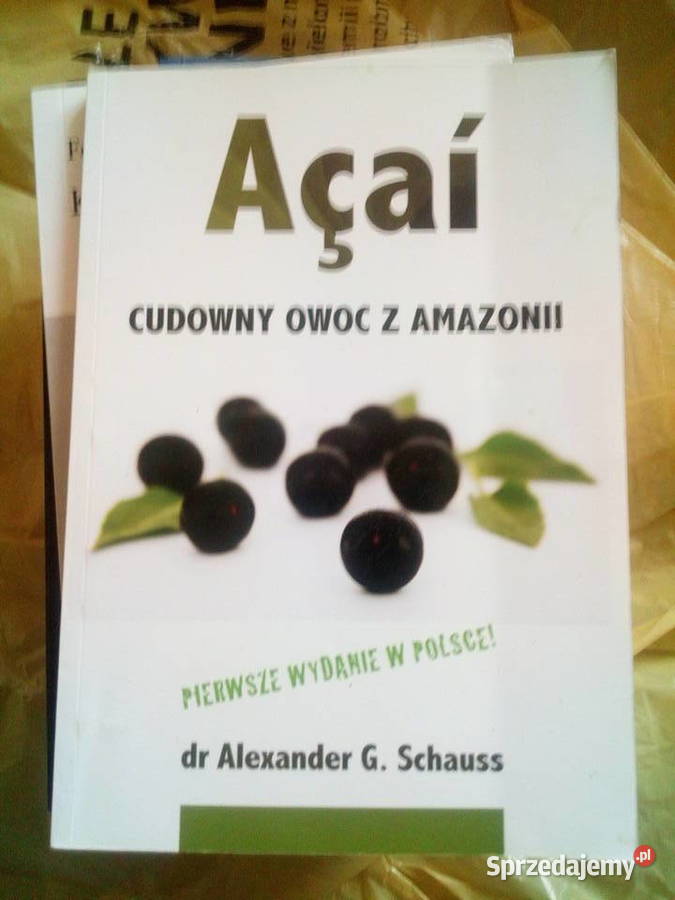 Açaí
CUDOWNY OWOC Z AMAZONII
PIERWSZE WYDANIE W POLSCE!
dr Alexander G. Schauss
Sprzedajemy.pl